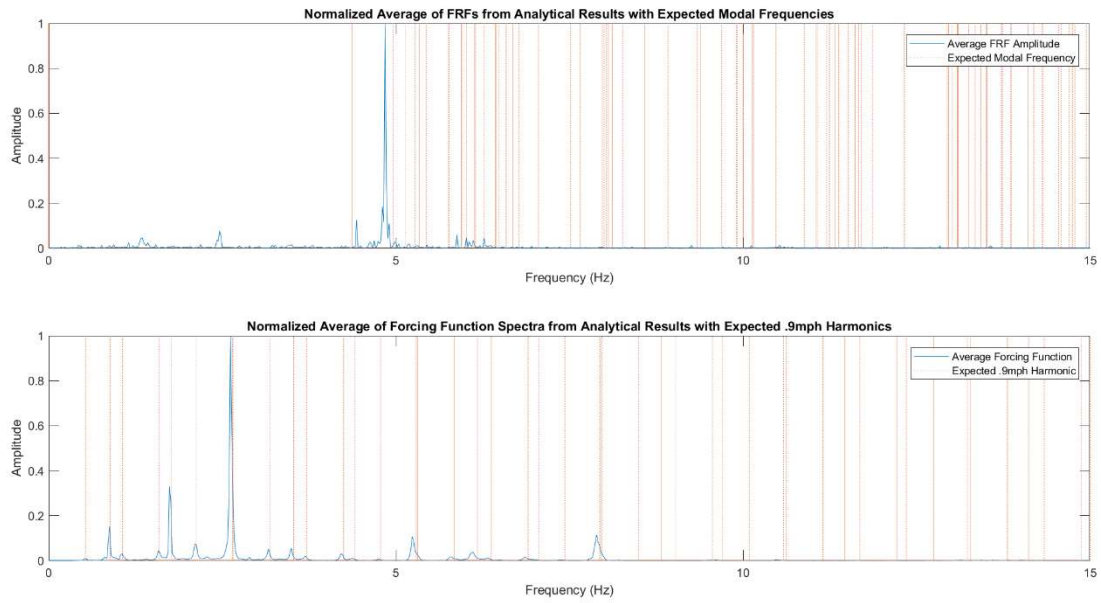 Normalized Average of FRFs from Analytical Results with Expected Modal Frequencies
1
0.8
0.6
0.4
0.2
0
Amplitude
Average FRF Amplitude
Expected Modal Frequency
0 5 10 15
Frequency (Hz)
Normalized Average of Forcing Function Spectra from Analytical Results with Expected .9mph Harmonics
1
0.8
0.6
0.4
0.2
0
Amplitude
Average Forcing Function
Expected .9mph Harmonic
0 5 10 15
Frequency (Hz)